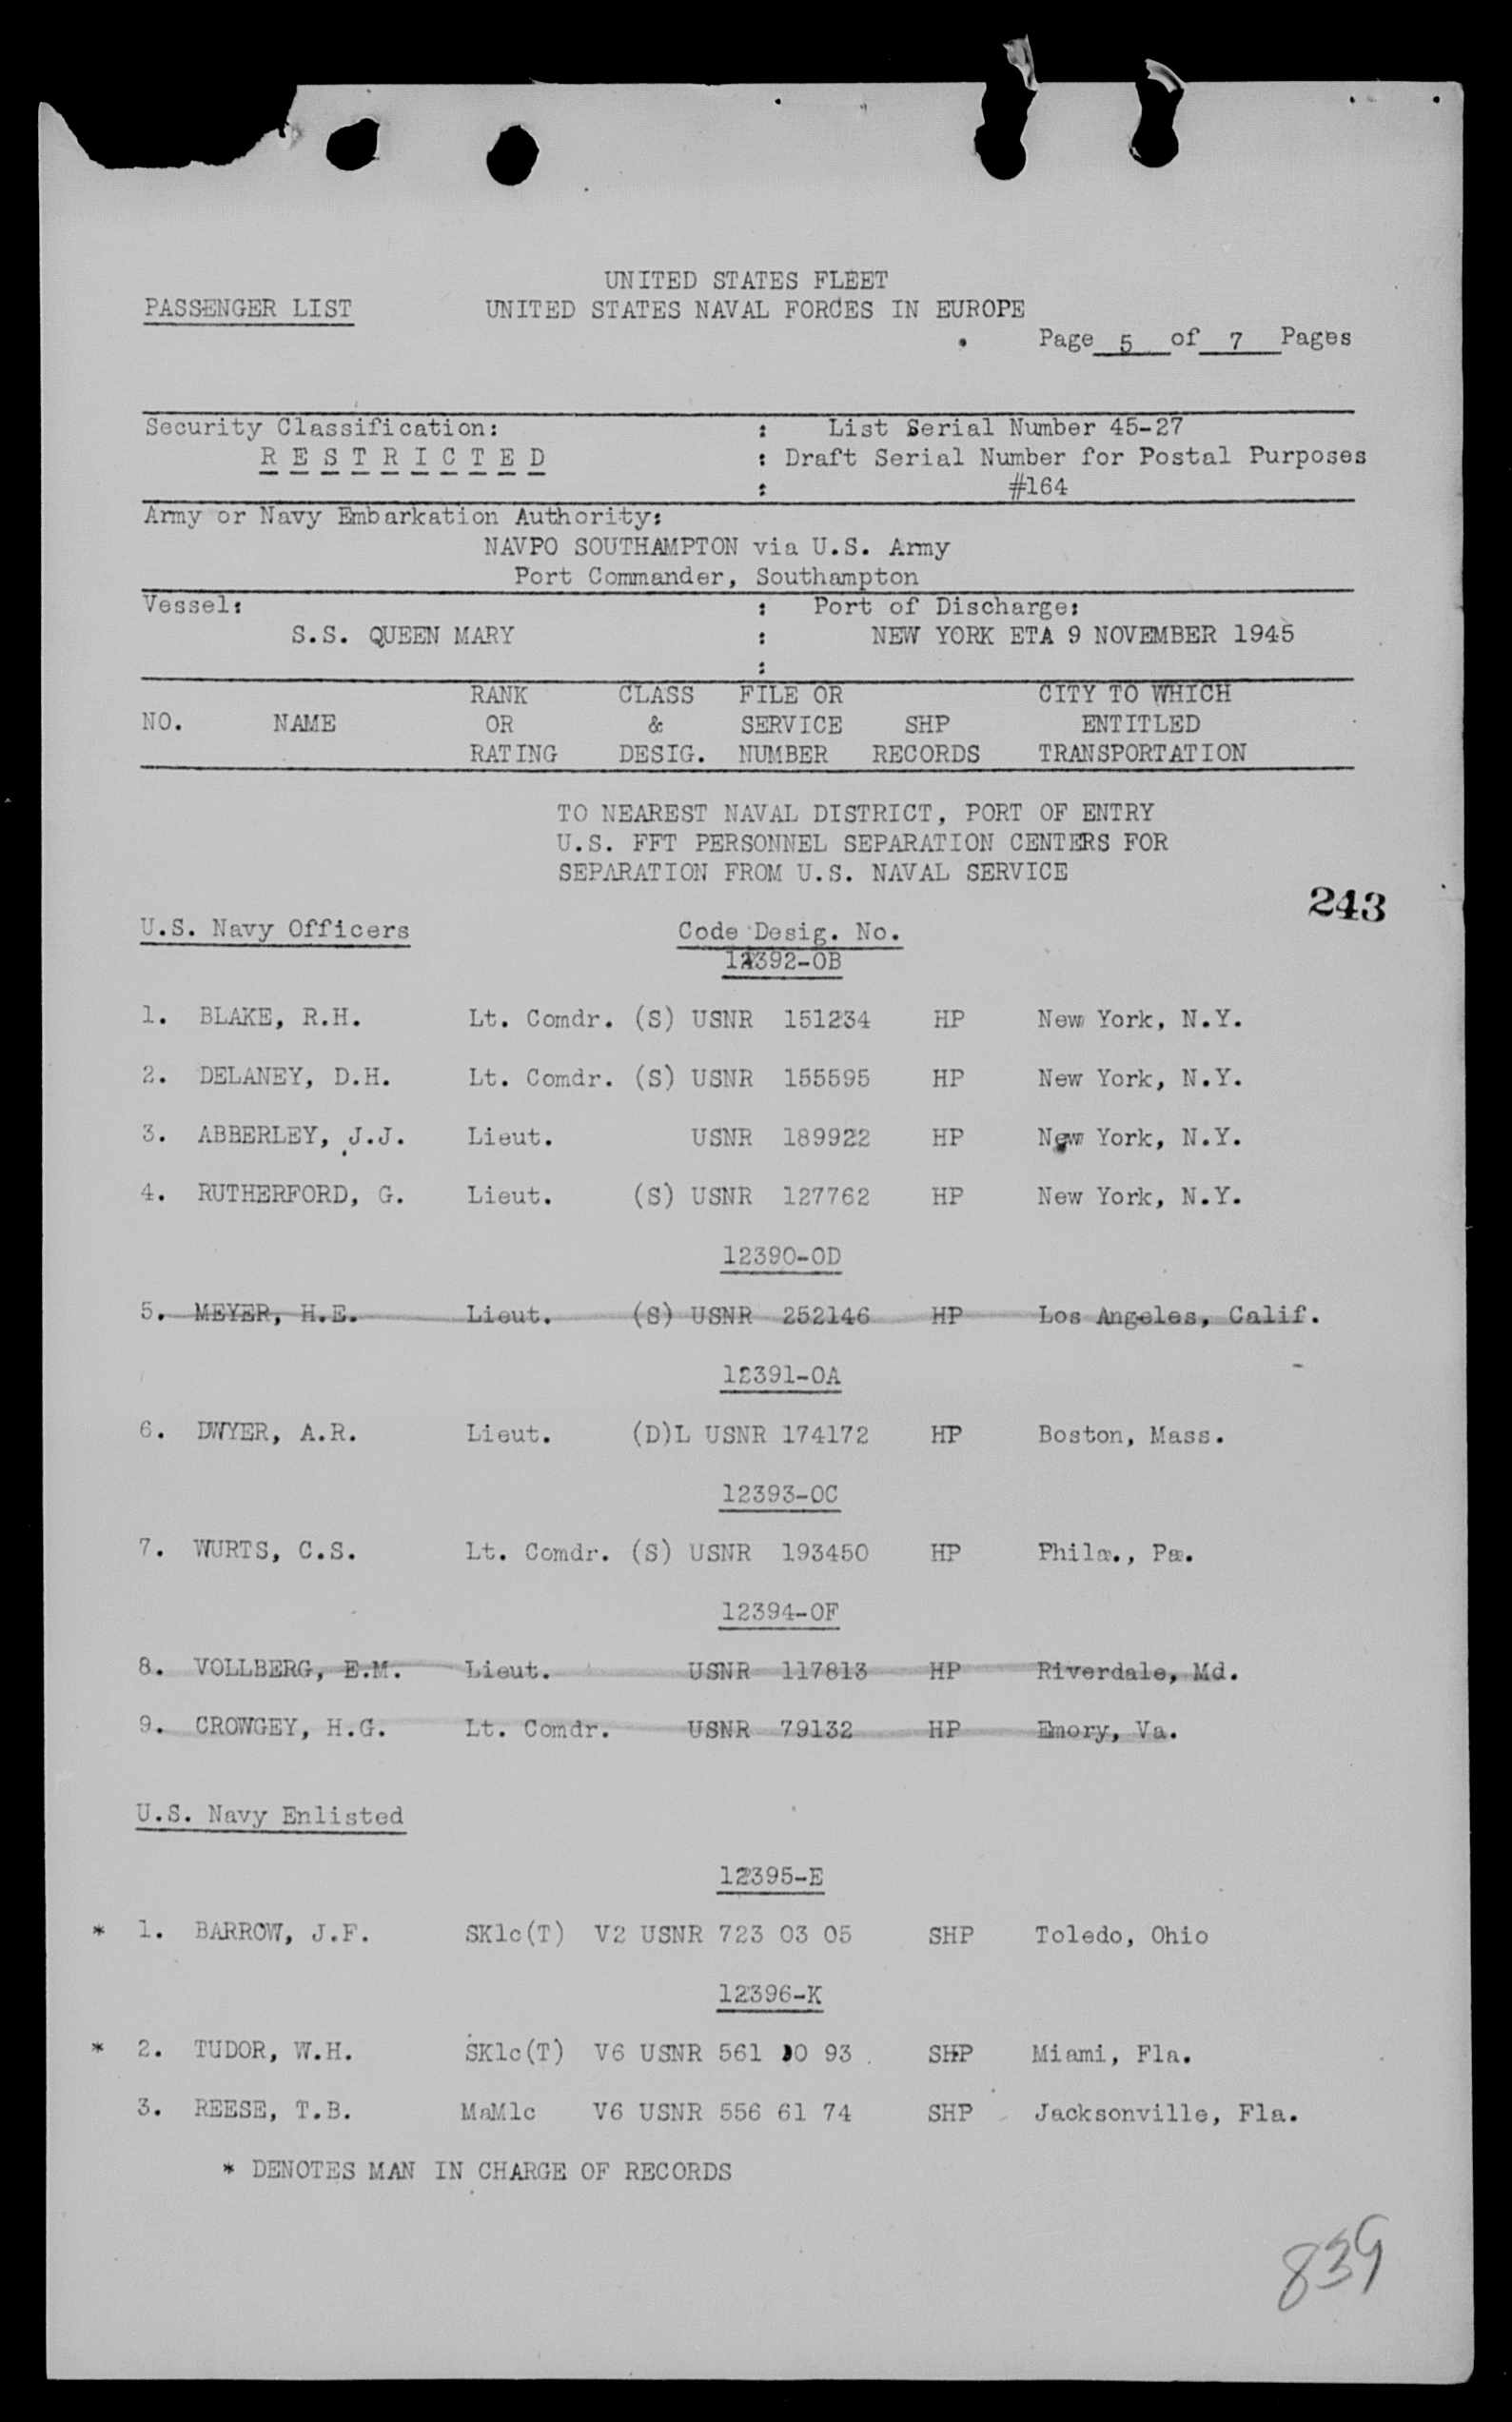 UNITED STATES FLEET
PASSENGER LIST UNITED STATES NAVAL FORCES IN EUROPE
Page 5 of 7 Pages
Security Classification: : List Serial Number 45-27
R E S T R I C T E D : Draft Serial Number for Postal Purposes
: #164
Army or Navy Embarkation Authority:
NAVPO SOUTHAMPTON via U.S. Army
Port Commander, Southampton
Vessel: : Port of Discharge:
S.S. QUEEN MARY : NEW YORK ETA 9 NOVEMBER 1945
:
RANK CLASS FILE OR CITY TO WHICH
NO. NAME OR & SERVICE SHP ENTITLED
RATING DESIG. NUMBER RECORDS TRANSPORTATION
TO NEAREST NAVAL DISTRICT, PORT OF ENTRY
U.S. FFT PERSONNEL SEPARATION CENTERS FOR
SEPARATION FROM U.S. NAVAL SERVICE
243
U.S. Navy Officers Code Desig. No.
12392-OB
1. BLAKE, R.H. Lt. Comdr. (S) USNR 151234 HP New York, N.Y.
2. DELANEY, D.H. Lt. Comdr. (S) USNR 155595 HP New York, N.Y.
3. ABBERLEY, J.J. Lieut. USNR 189922 HP New York, N.Y.
4. RUTHERFORD, G. Lieut. (S) USNR 127762 HP New York, N.Y.
12390-OD
5. MEYER, H.E. Lieut. (S) USNR 252146 HP Los Angeles, Calif.
12391-OA
6. DWYER, A.R. Lieut. (D)L USNR 174172 HP Boston, Mass.
12393-OC
7. WURTS, C.S. Lt. Comdr. (S) USNR 193450 HP Phila., Pa.
12394-OF
8. VOLLBERG, E.M. Lieut. USNR 117813 HP Riverdale, Md.
9. CROWGEY, H.G. Lt. Comdr. USNR 79132 HP Emory, Va.
U.S. Navy Enlisted
12395-E
* 1. BARROW, J.F. SK1c(T) V2 USNR 723 03 05 SHP Toledo, Ohio
12396-K
* 2. TUDOR, W.H. SK1c(T) V6 USNR 561 93 SHP Miami, Fla.
3. REESE, T.B. MaM1c V6 USNR 556 61 74 SHP Jacksonville, Fla.
* DENOTES MAN IN CHARGE OF RECORDS
839